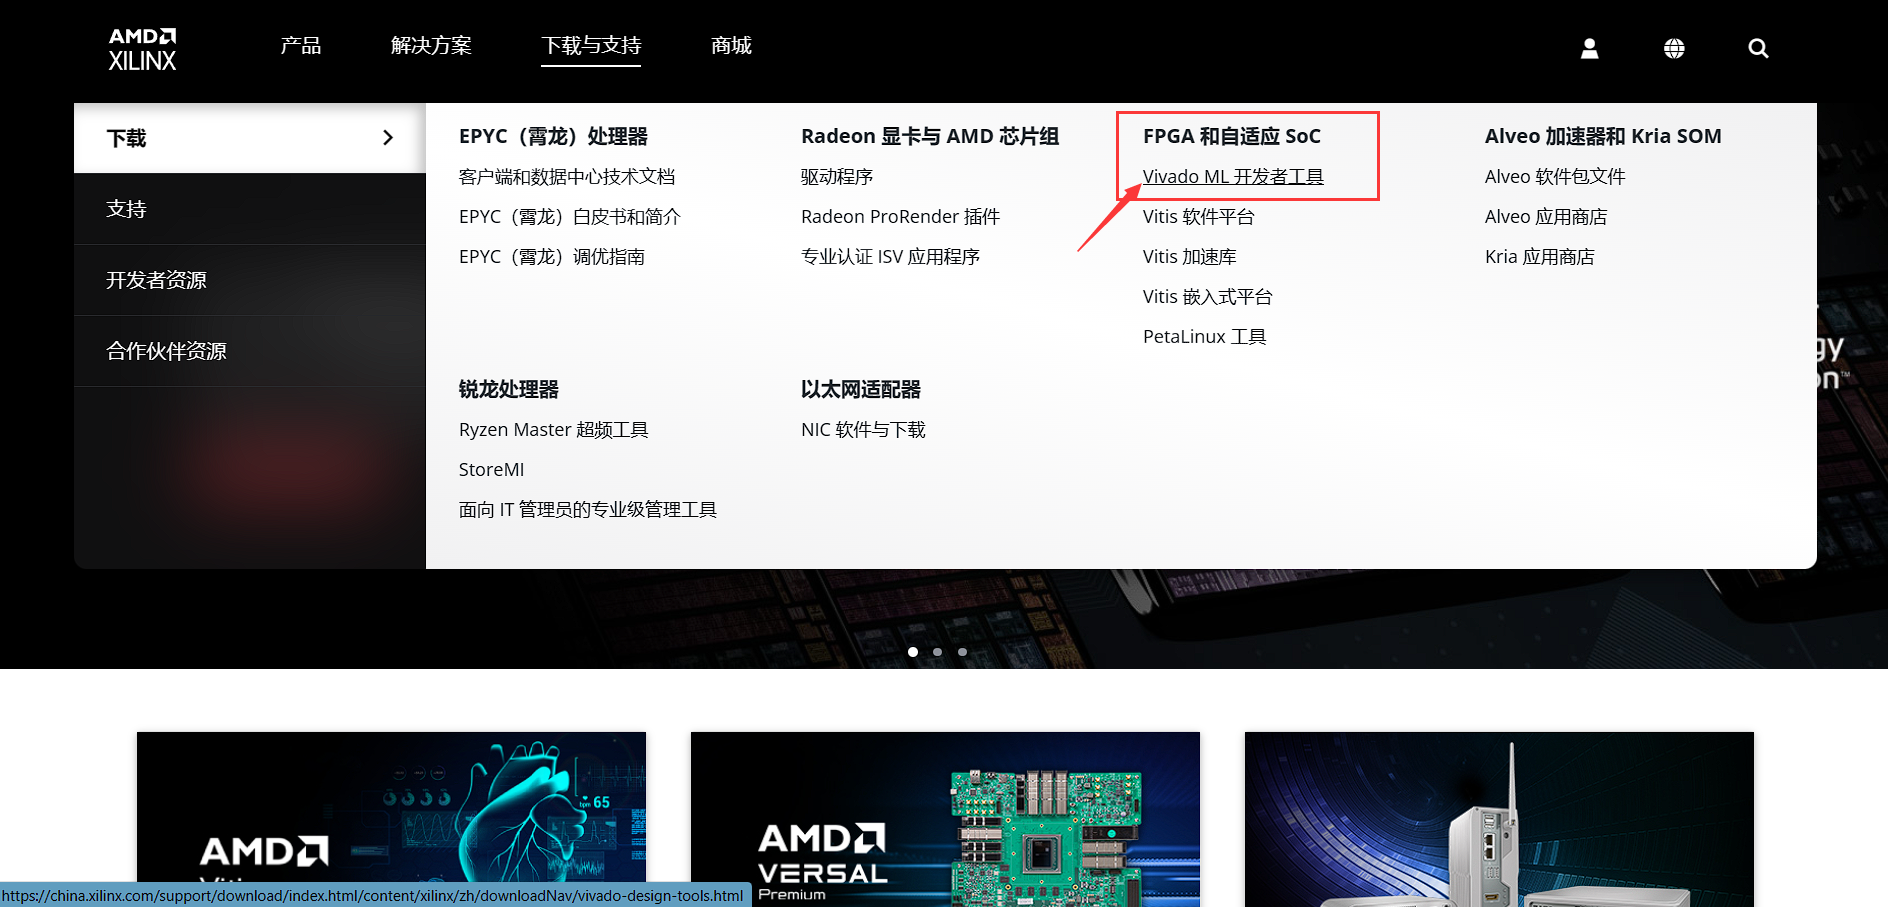 AMD
XILINX
产品
解决方案
下载与支持
商城
下载
支持
开发者资源
合作伙伴资源
EPYC（霄龙）处理器
客户端和数据中心技术文档
EPYC（霄龙）白皮书和简介
EPYC（霄龙）调优指南
Radeon 显卡与 AMD 芯片组
驱动程序
Radeon ProRender 插件
专业认证 ISV 应用程序
FPGA 和自适应 SoC
Vivado ML 开发者工具
Vitis 软件平台
Vitis 加速库
Vitis 嵌入式平台
PetaLinux 工具
Alveo 加速器和 Kria SOM
Alveo 软件包文件
Alveo 应用商店
Kria 应用商店
锐龙处理器
Ryzen Master 超频工具
StoreMI
面向 IT 管理员的专业级管理工具
以太网适配器
NIC 软件与下载
gy
on™
bpm 65
AMD
Vitis
AMD
VERSAL
Premium
https://china.xilinx.com/support/download/index.html/content/xilinx/zh/downloadNav/vivado-design-tools.html